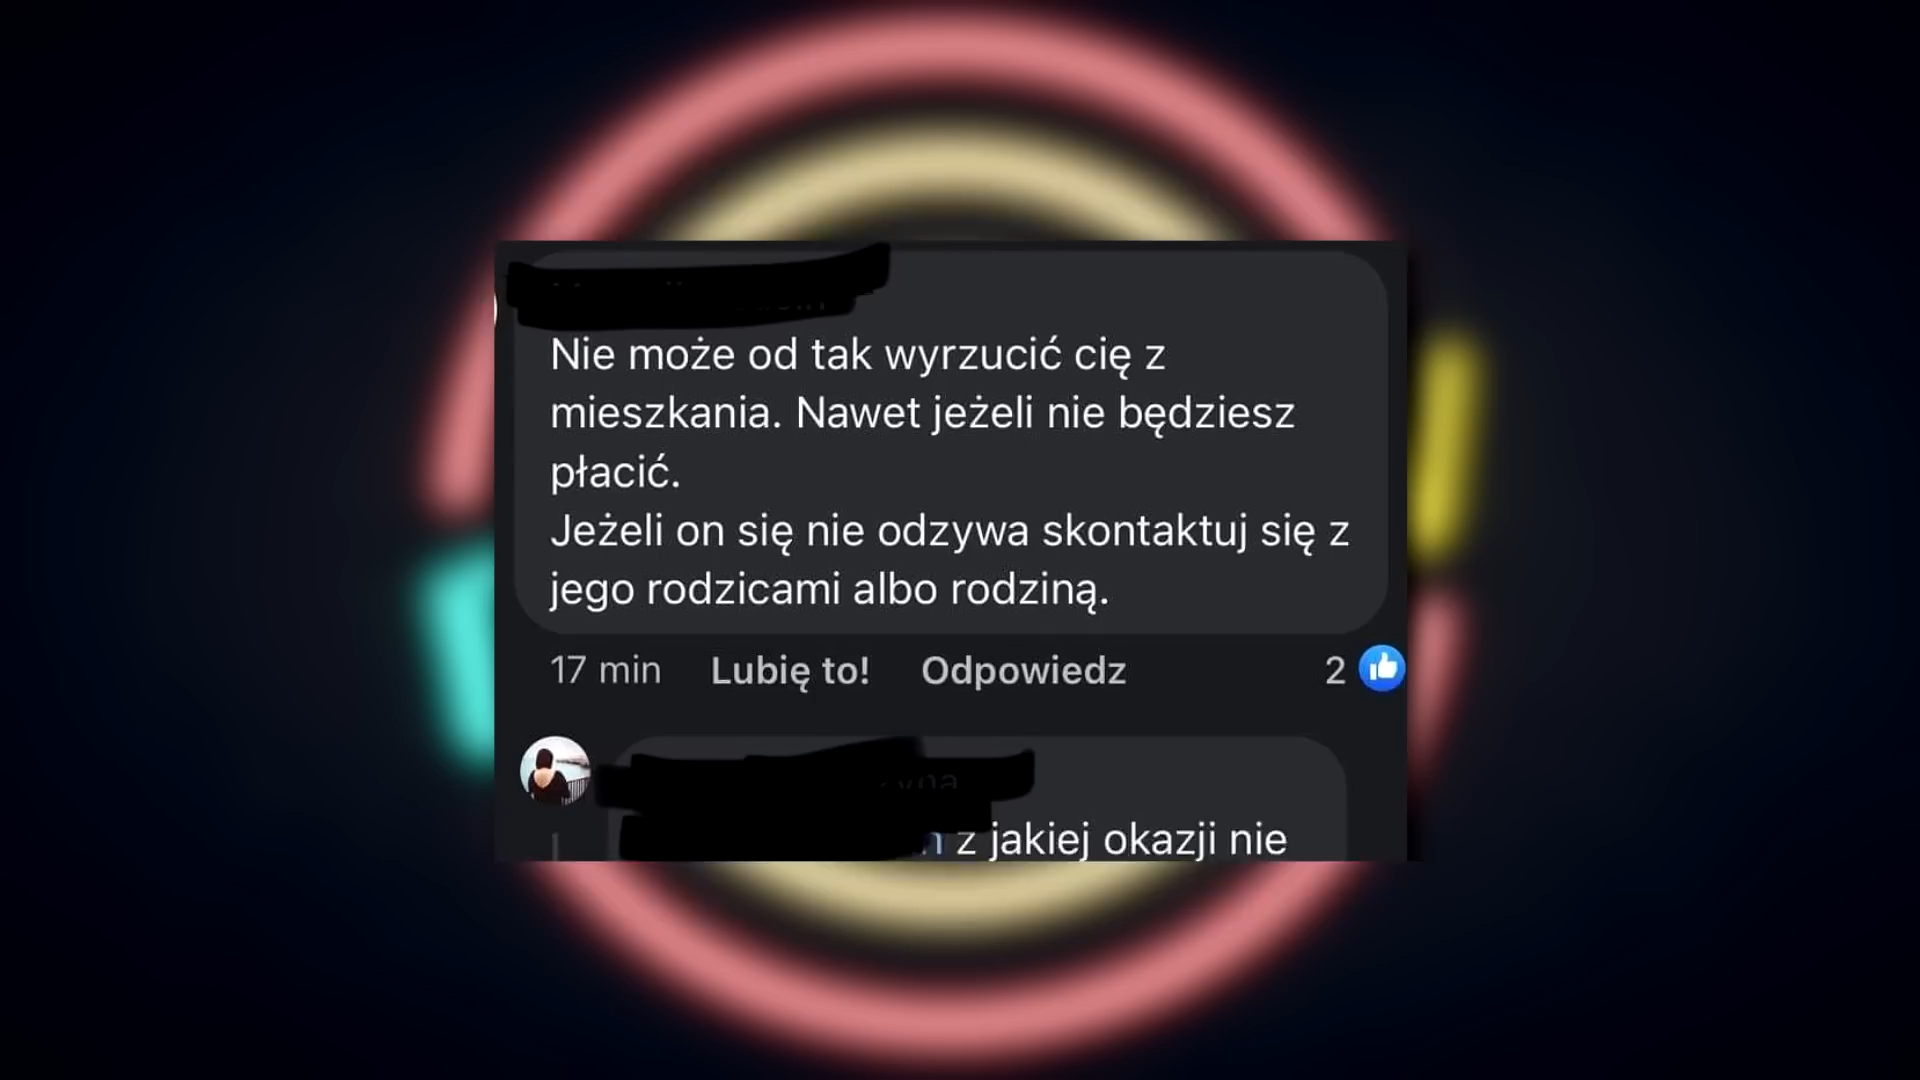 Nie może od tak wyrzucić cię z
mieszkania. Nawet jeżeli nie będziesz
płacić.
Jeżeli on się nie odzywa skontaktuj się z
jego rodzicami albo rodziną.
17 min Lubię to! Odpowiedz 2
z jakiej okazji nie